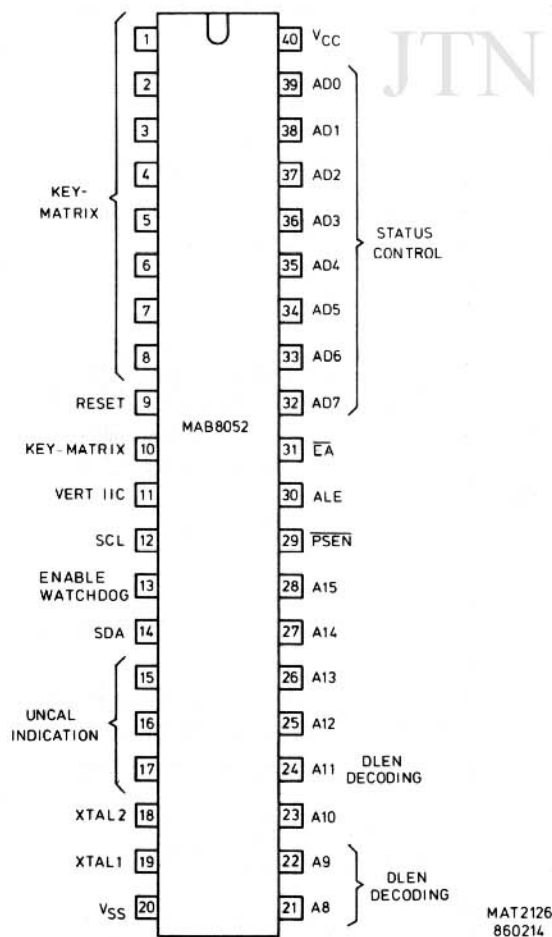 JTN
1 40 VCC
2 39 AD0
3 38 AD1
4 37 AD2
KEY-
MATRIX
5 36 AD3
STATUS
CONTROL
6 35 AD4
7 34 AD5
8 33 AD6
RESET 9 32 AD7
MAB8052
KEY-MATRIX 10 31 EA
VERT IIC 11 30 ALE
SCL 12 29 PSEN
ENABLE
WATCHDOG 13 28 A15
SDA 14 27 A14
15 26 A13
UNCAL
INDICATION
16 25 A12
17 24 A11 DLEN
DECODING
XTAL2 18 23 A10
XTAL1 19 22 A9
DLEN
DECODING
VSS 20 21 A8
MAT2126
860214